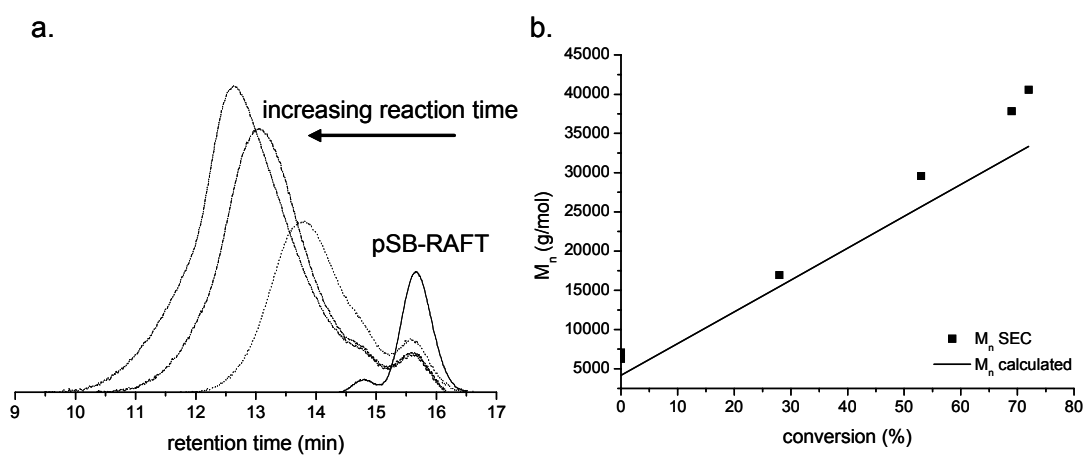 a.
increasing reaction time
pSB-RAFT
9 10 11 12 13 14 15 16 17
retention time (min)
b.
45000
40000
35000
30000
25000
20000
15000
10000
5000
Mn (g/mol)
Mn SEC
Mn calculated
0 10 20 30 40 50 60 70 80
conversion (%)